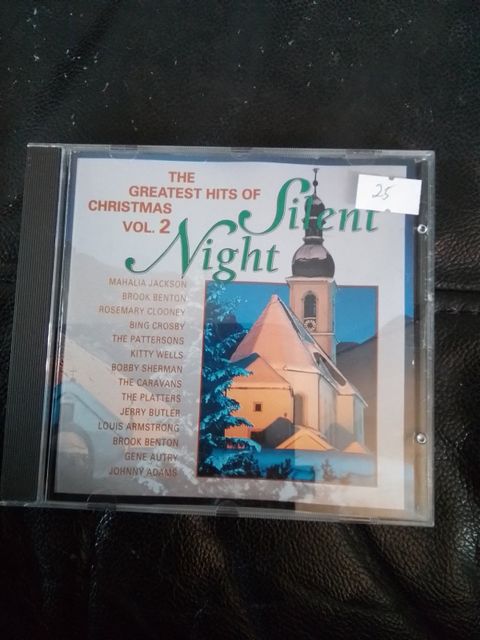 THE
GREATEST HITS OF
CHRISTMAS
VOL. 2
Silent
Night
25
MAHALIA JACKSON
BROOK BENTON
ROSEMARY CLOONEY
BING CROSBY
THE PATTERSONS
KITTY WELLS
BOBBY SHERMAN
THE CARAVANS
THE PLATTERS
JERRY BUTLER
LOUIS ARMSTRONG
BROOK BENTON
GENE AUTRY
JOHNNY ADAMS